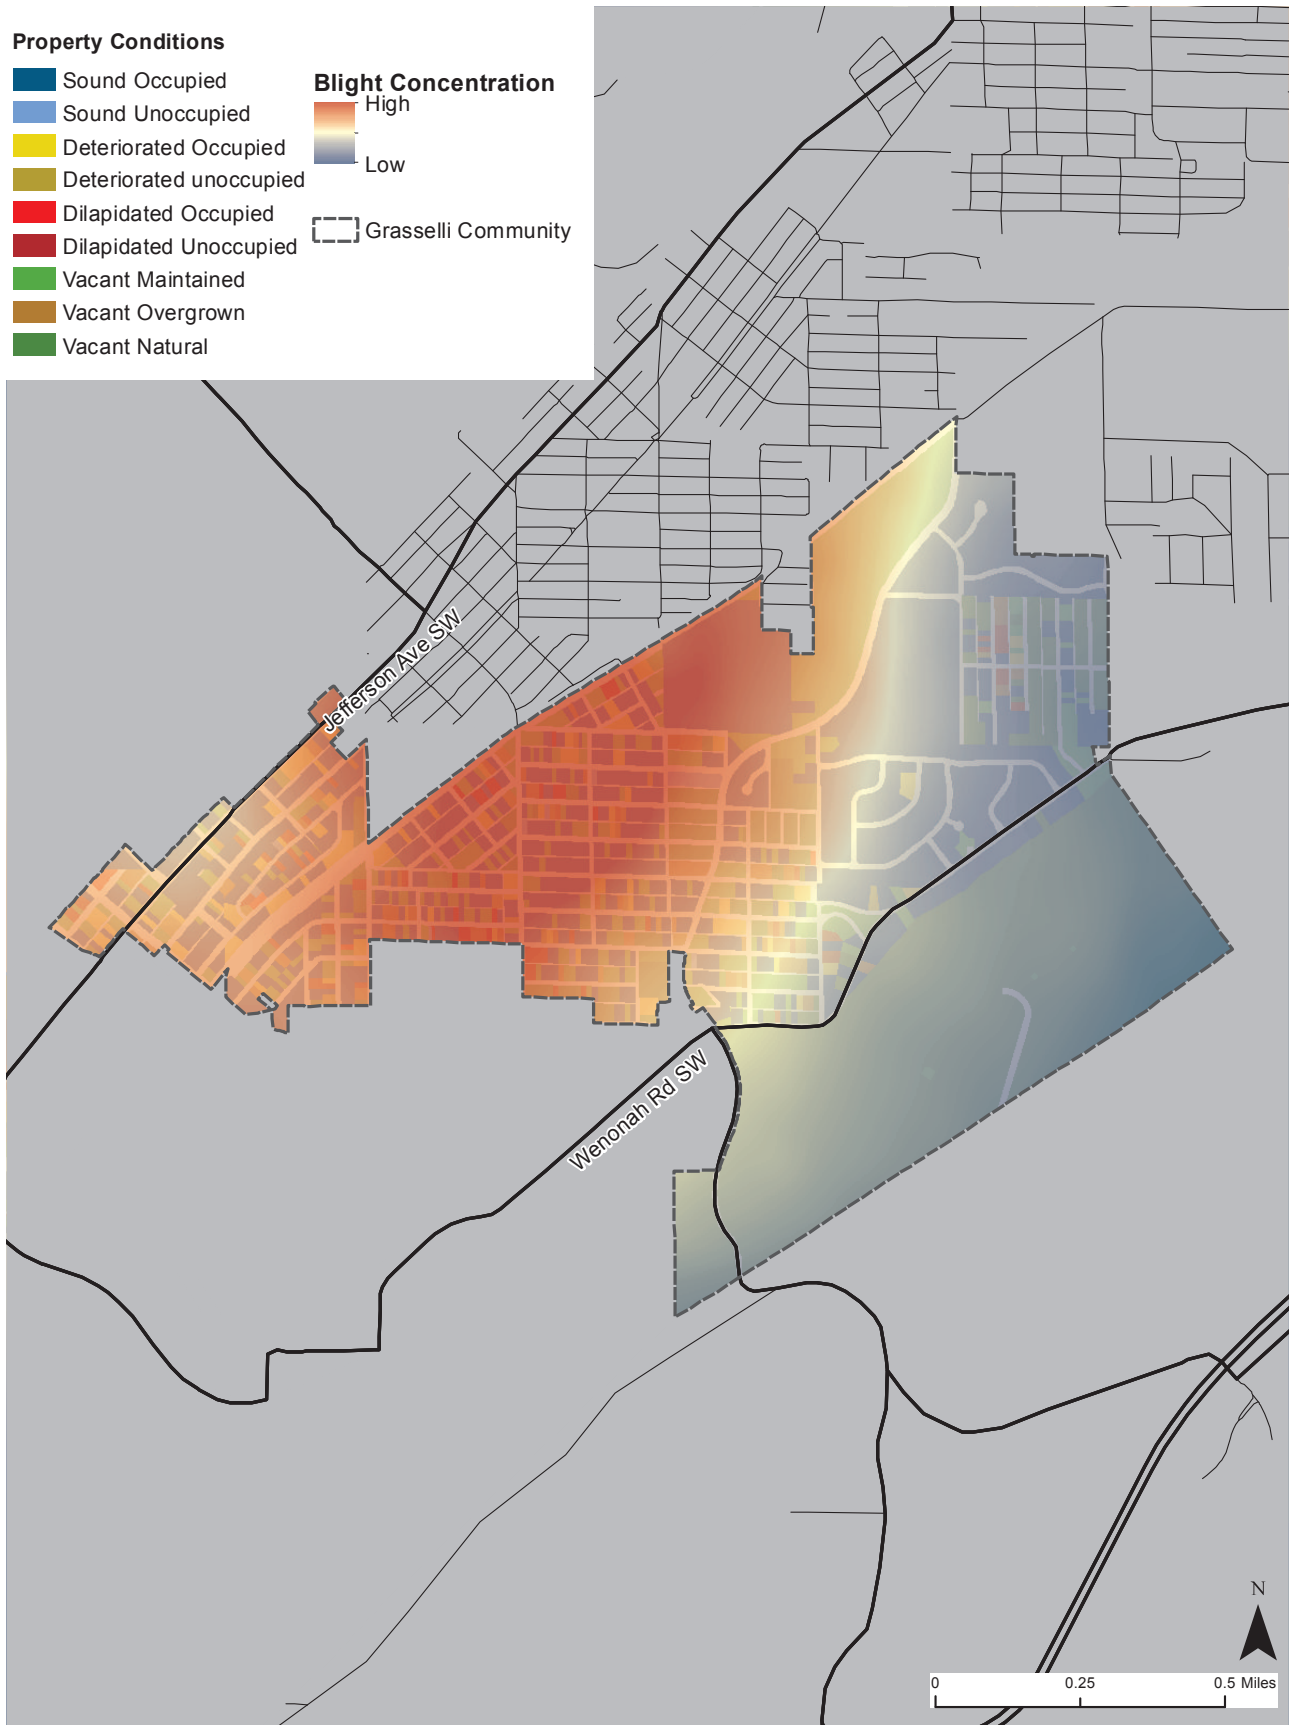 Property Conditions
Sound Occupied
Sound Unoccupied
Deteriorated Occupied
Deteriorated unoccupied
Dilapidated Occupied
Dilapidated Unoccupied
Vacant Maintained
Vacant Overgrown
Vacant Natural
Blight Concentration
High
Low
Grasselli Community
Jefferson Ave SW
Wenonah Rd SW
N
0 0.25 0.5 Miles